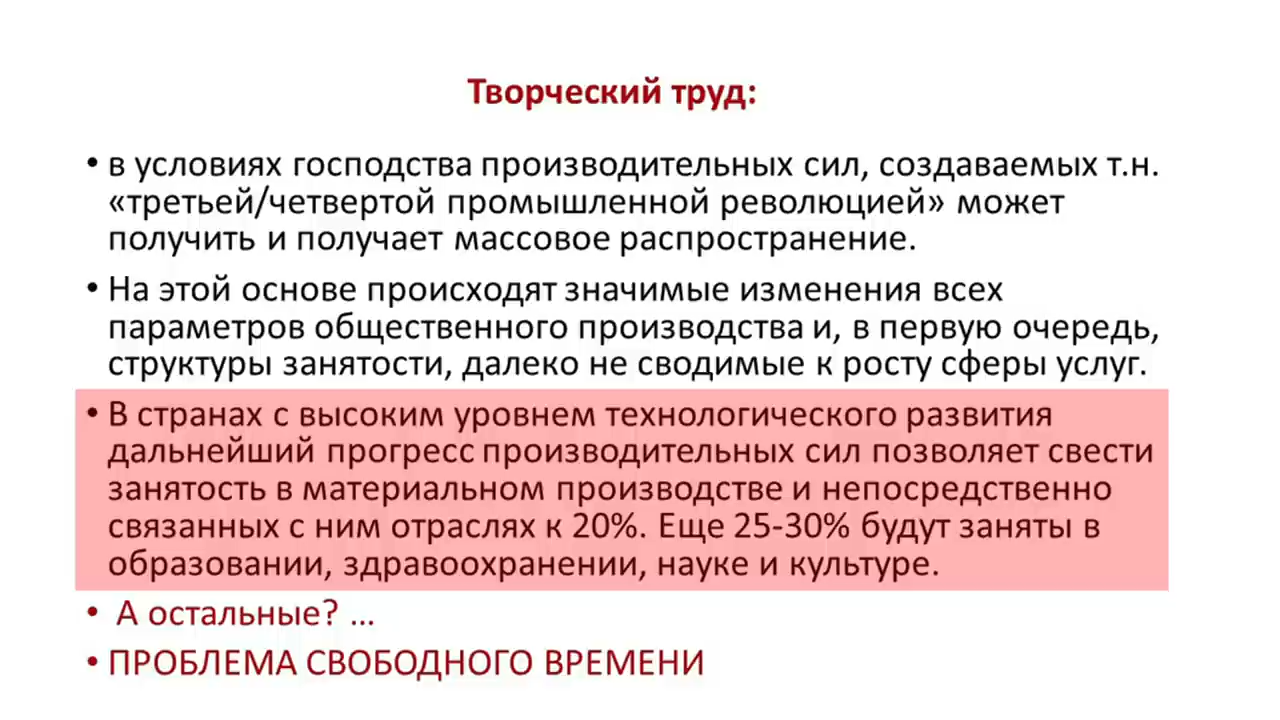 Творческий труд:
• в условиях господства производительных сил, создаваемых т.н.
«третьей/четвертой промышленной революцией» может
получить и получает массовое распространение.
• На этой основе происходят значимые изменения всех
параметров общественного производства и, в первую очередь,
структуры занятости, далеко не сводимые к росту сферы услуг.
• В странах с высоким уровнем технологического развития
дальнейший прогресс производительных сил позволяет свести
занятость в материальном производстве и непосредственно
связанных с ним отраслях к 20%. Еще 25-30% будут заняты в
образовании, здравоохранении, науке и культуре.
• А остальные? ...
• ПРОБЛЕМА СВОБОДНОГО ВРЕМЕНИ